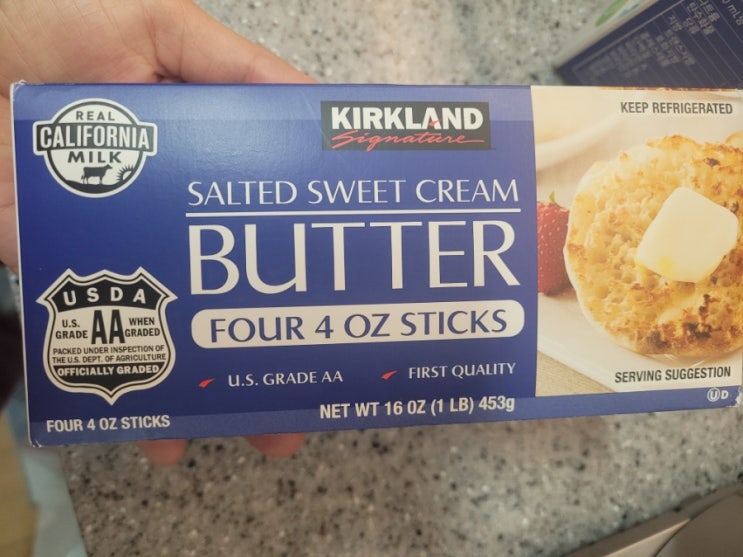 REAL
CALIFORNIA
MILK
KIRKLAND
Signature
KEEP REFRIGERATED
SALTED SWEET CREAM
BUTTER
FOUR 4 OZ STICKS
USDA
U.S.
GRADE
AA
WHEN
GRADED
PACKED UNDER INSPECTION OF
THE U.S. DEPT. OF AGRICULTURE
OFFICIALLY GRADED
U.S. GRADE AA
FIRST QUALITY
SERVING SUGGESTION
U D
FOUR 4 OZ STICKS
NET WT 16 OZ (1 LB) 453g